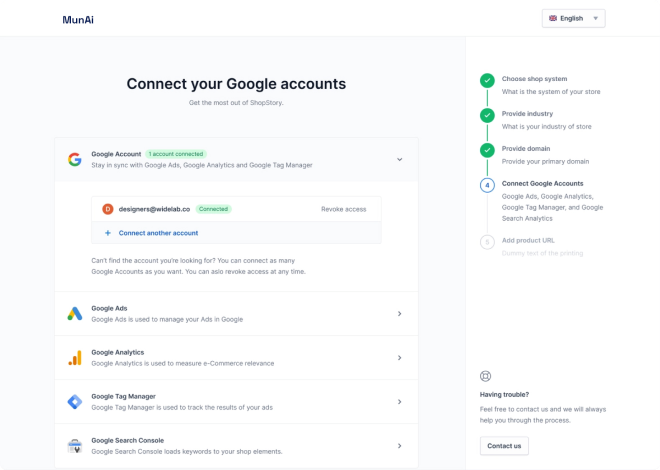 MunAi
English
Connect your Google accounts
Get the most out of ShopStory.
Google Account 1 account connected
Stay in sync with Google Ads, Google Analytics and Google Tag Manager
D designers@widelab.co Connected Revoke access
+ Connect another account
Can't find the account you're looking for? You can connect as many
Google Accounts as you want. You can aslo revoke access at any time.
Google Ads
Google Ads is used to manage your Ads in Google
Google Analytics
Google Analytics is used to measure e-Commerce relevance
Google Tag Manager
Google Tag Manager is used to track the results of your ads
Google Search Console
Google Search Console loads keywords to your shop elements.
Choose shop system
What is the system of your store
Provide industry
What is your industry of store
Provide domain
Provide your primary domain
4 Connect Google Accounts
Google Ads, Google Analytics,
Google Tag Manager, and Google
Search Analytics
5 Add product URL
Dummy text of the printing
Having trouble?
Feel free to contact us and we will always
help you through the process.
Contact us